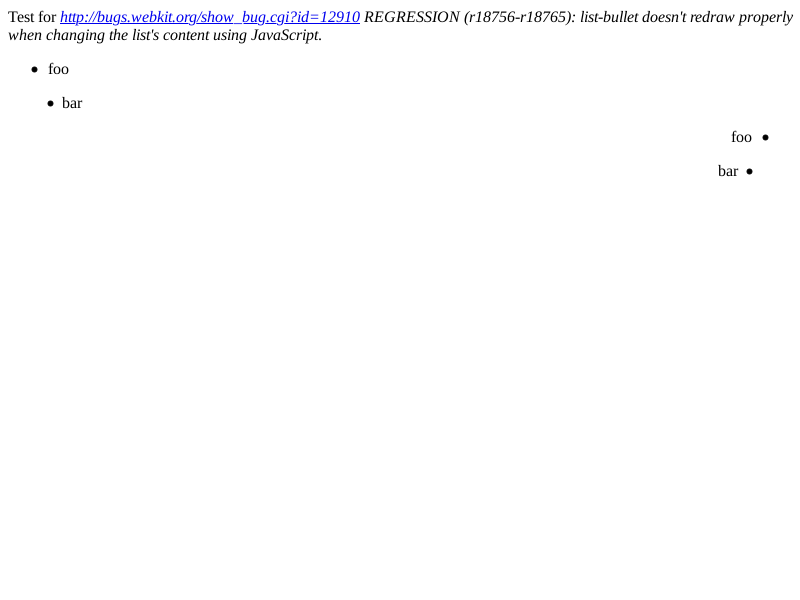 Test for http://bugs.webkit.org/show_bug.cgi?id=12910 REGRESSION (r18756-r18765): list-bullet doesn't redraw properly
when changing the list's content using JavaScript.
• foo
• bar
foo •
bar •